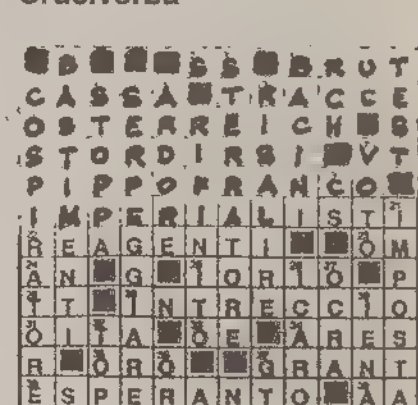 Cruciverba
B S S B R U T
C A S S A T R A C C E
O S T E R R E I C H S
S T O R D I R S I V T
P I P P O F R A N C O
I M P E R I A L I S T I
R E A G E N T I O M
A N G I O R I O P
T T I N T R E C C I O
O I T A O E A R E S
R O R O G R A N T
E S P E R A N T O A A